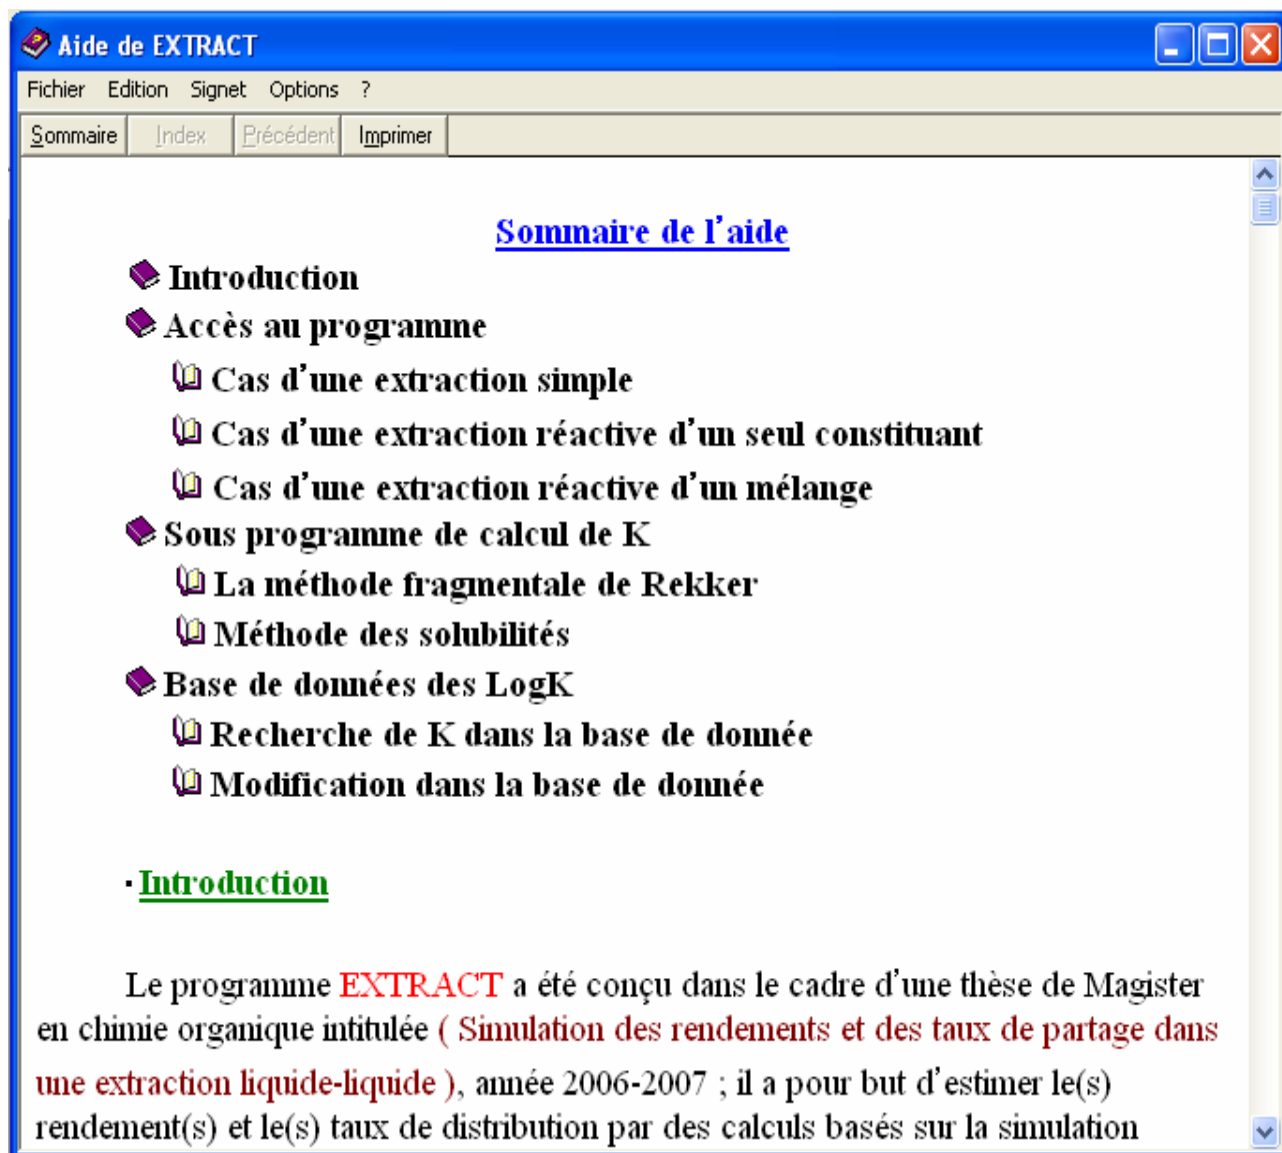 Aide de EXTRACT
Fichier Edition Signet Options ?
Sommaire Index Précédent Imprimer
Sommaire de l'aide
Introduction
Accès au programme
Cas d'une extraction simple
Cas d'une extraction réactive d'un seul constituant
Cas d'une extraction réactive d'un mélange
Sous programme de calcul de K
La méthode fragmentale de Rekker
Méthode des solubilités
Base de données des LogK
Recherche de K dans la base de donnée
Modification dans la base de donnée
Introduction
Le programme EXTRACT a été conçu dans le cadre d'une thèse de Magister
en chimie organique intitulée ( Simulation des rendements et des taux de partage dans
une extraction liquide-liquide ), année 2006-2007 ; il a pour but d'estimer le(s)
rendement(s) et le(s) taux de distribution par des calculs basés sur la simulation